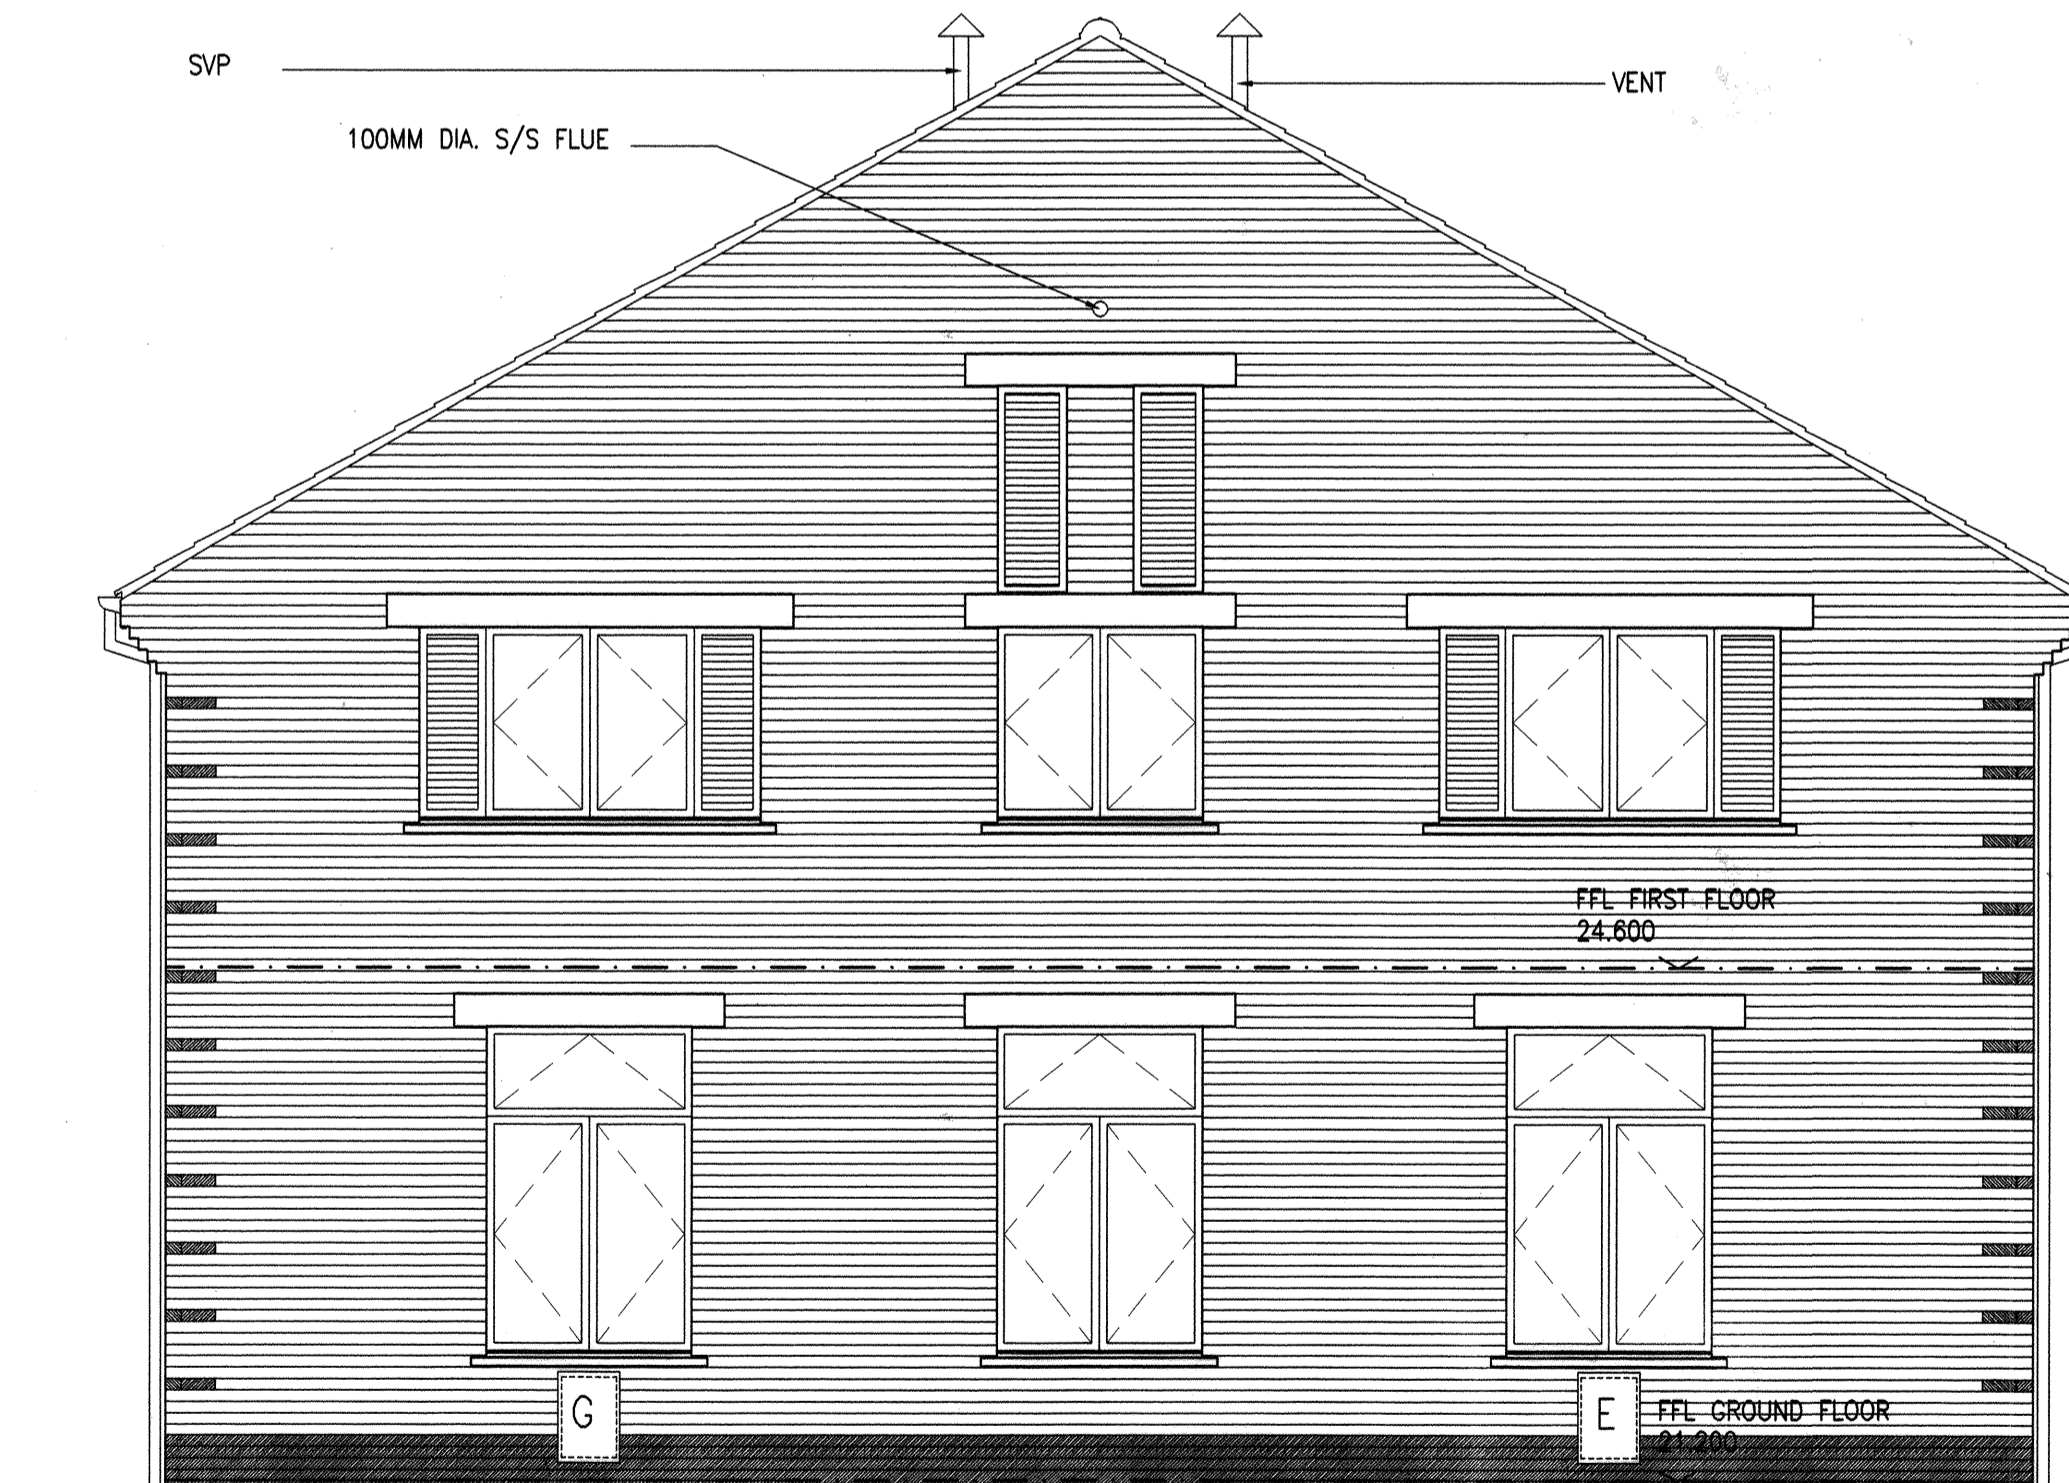 SVP
VENT
100MM DIA. S/S FLUE
FFL FIRST FLOOR
24.600
G
E
FFL GROUND FLOOR
21.200